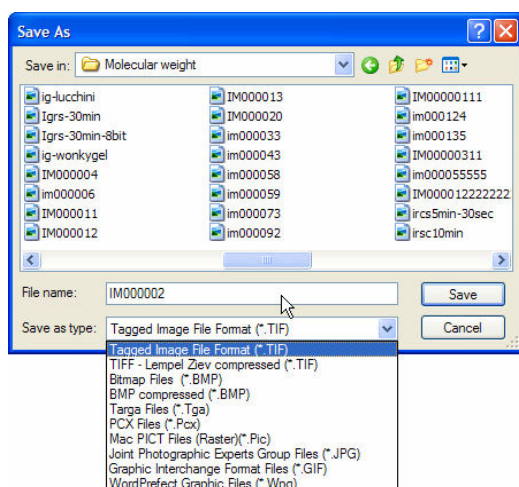 Save As
Save in: Molecular weight
ig-lucchini IM000013 IM00000111
Igrs-30min IM000020 im000124
Igrs-30min-8bit im000033 im000135
ig-wonkygel im000043 IM00000311
IM000004 im000058 im000055555
im000006 im000059 IM000012222222
IM000011 im000073 ircs5min-30sec
IM000012 im000092 irsc10min
File name: IM000002 Save
Save as type: Tagged Image File Format (*.TIF) Cancel
Tagged Image File Format (*.TIF)
TIFF - Lempel Ziev compressed (*.TIF)
Bitmap Files (*.BMP)
BMP compressed (*.BMP)
Targa Files (*.Tga)
PCX Files (*.Pcx)
Mac PICT Files (Raster)(*.Pic)
Joint Photographic Experts Group Files (*.JPG)
Graphic Interchange Format Files (*.GIF)
WordPrefect Graphic Files (*.Wpg)